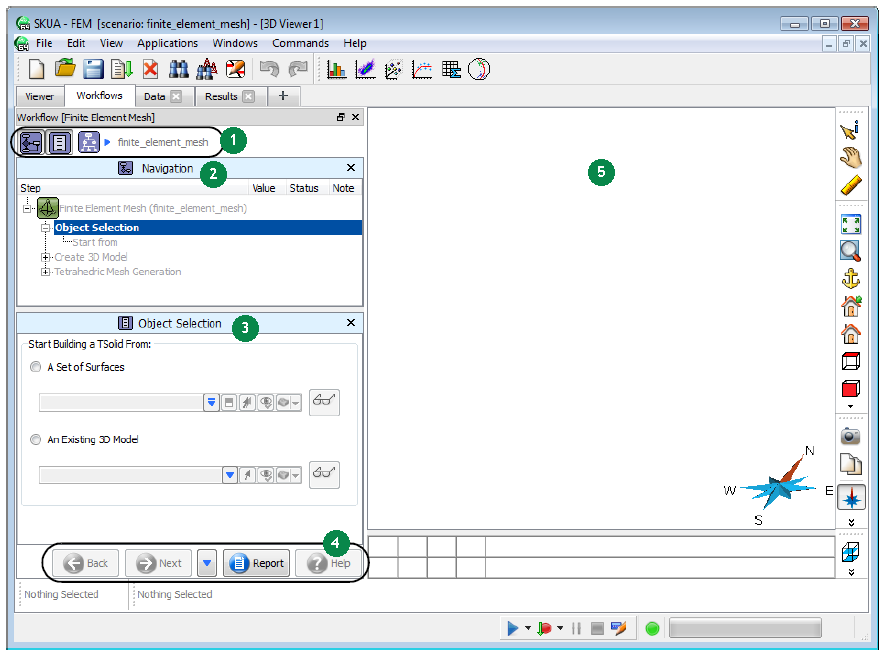 SKUA - FEM [scenario: finite_element_mesh] - [3D Viewer1]
File Edit View Applications Windows Commands Help
Viewer Workflows Data Results +
Workflow [Finite Element Mesh]
finite_element_mesh 1
Navigation 2
Step Value Status Note
Finite Element Mesh (finite_element_mesh)
Object Selection
Start from
Create 3D Model
Tetrahedric Mesh Generation
Object Selection 3
Start Building a TSolid From:
A Set of Surfaces
An Existing 3D Model
4
Back Next Report Help
5
N
W E
S
Nothing Selected Nothing Selected